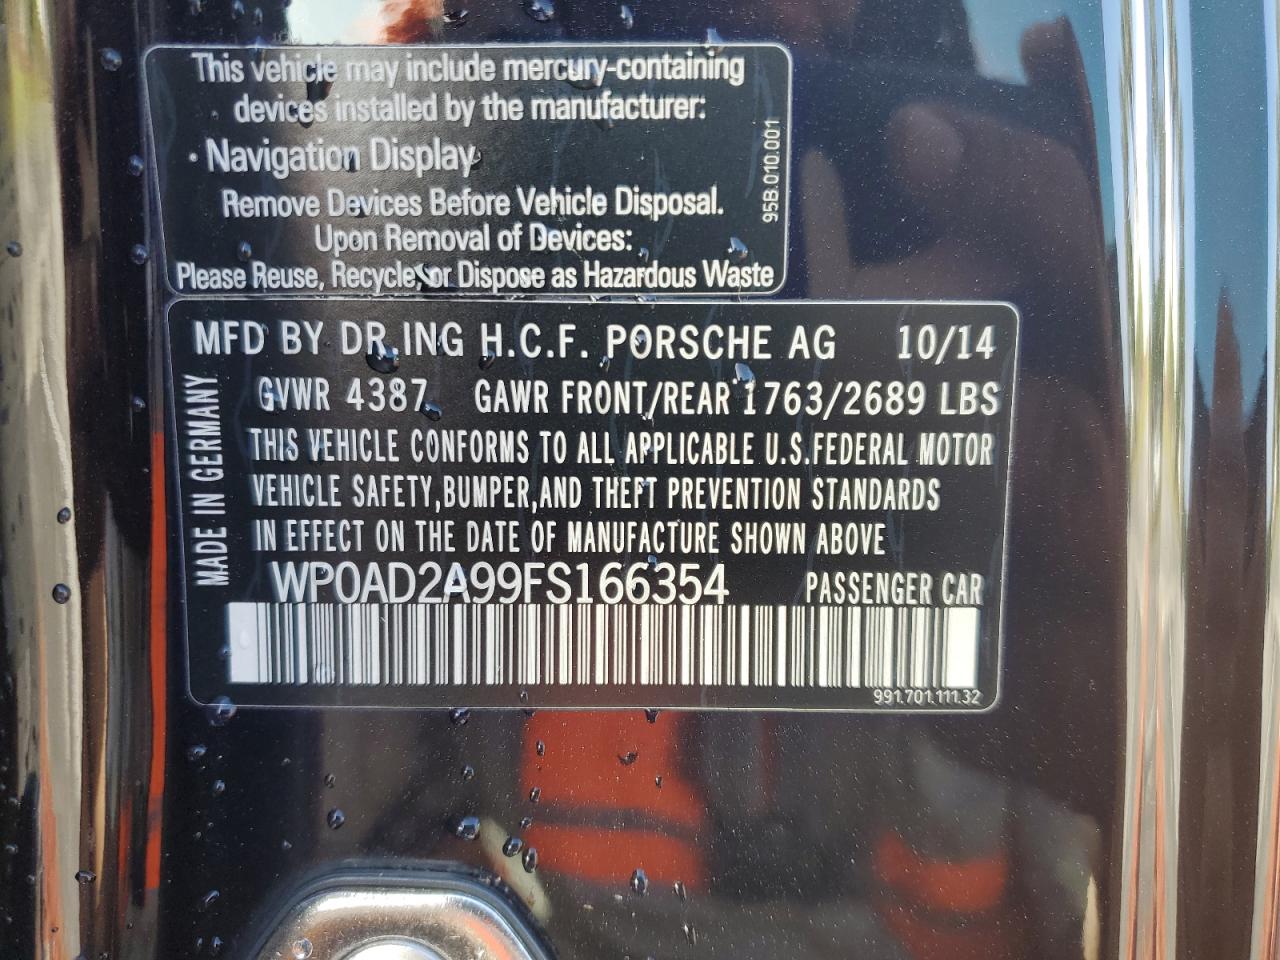 This vehicle may include mercury-containing
devices installed by the manufacturer:
· Navigation Display
Remove Devices Before Vehicle Disposal.
Upon Removal of Devices:
Please Reuse, Recycle, or Dispose as Hazardous Waste
95B.010.001
MFD BY DR.ING H.C.F. PORSCHE AG 10/14
GVWR 4387 GAWR FRONT/REAR 1763/2689 LBS
THIS VEHICLE CONFORMS TO ALL APPLICABLE U.S.FEDERAL MOTOR
VEHICLE SAFETY,BUMPER,AND THEFT PREVENTION STANDARDS
IN EFFECT ON THE DATE OF MANUFACTURE SHOWN ABOVE
WP0AD2A99FS166354 PASSENGER CAR
MADE IN GERMANY
991.701.111.32